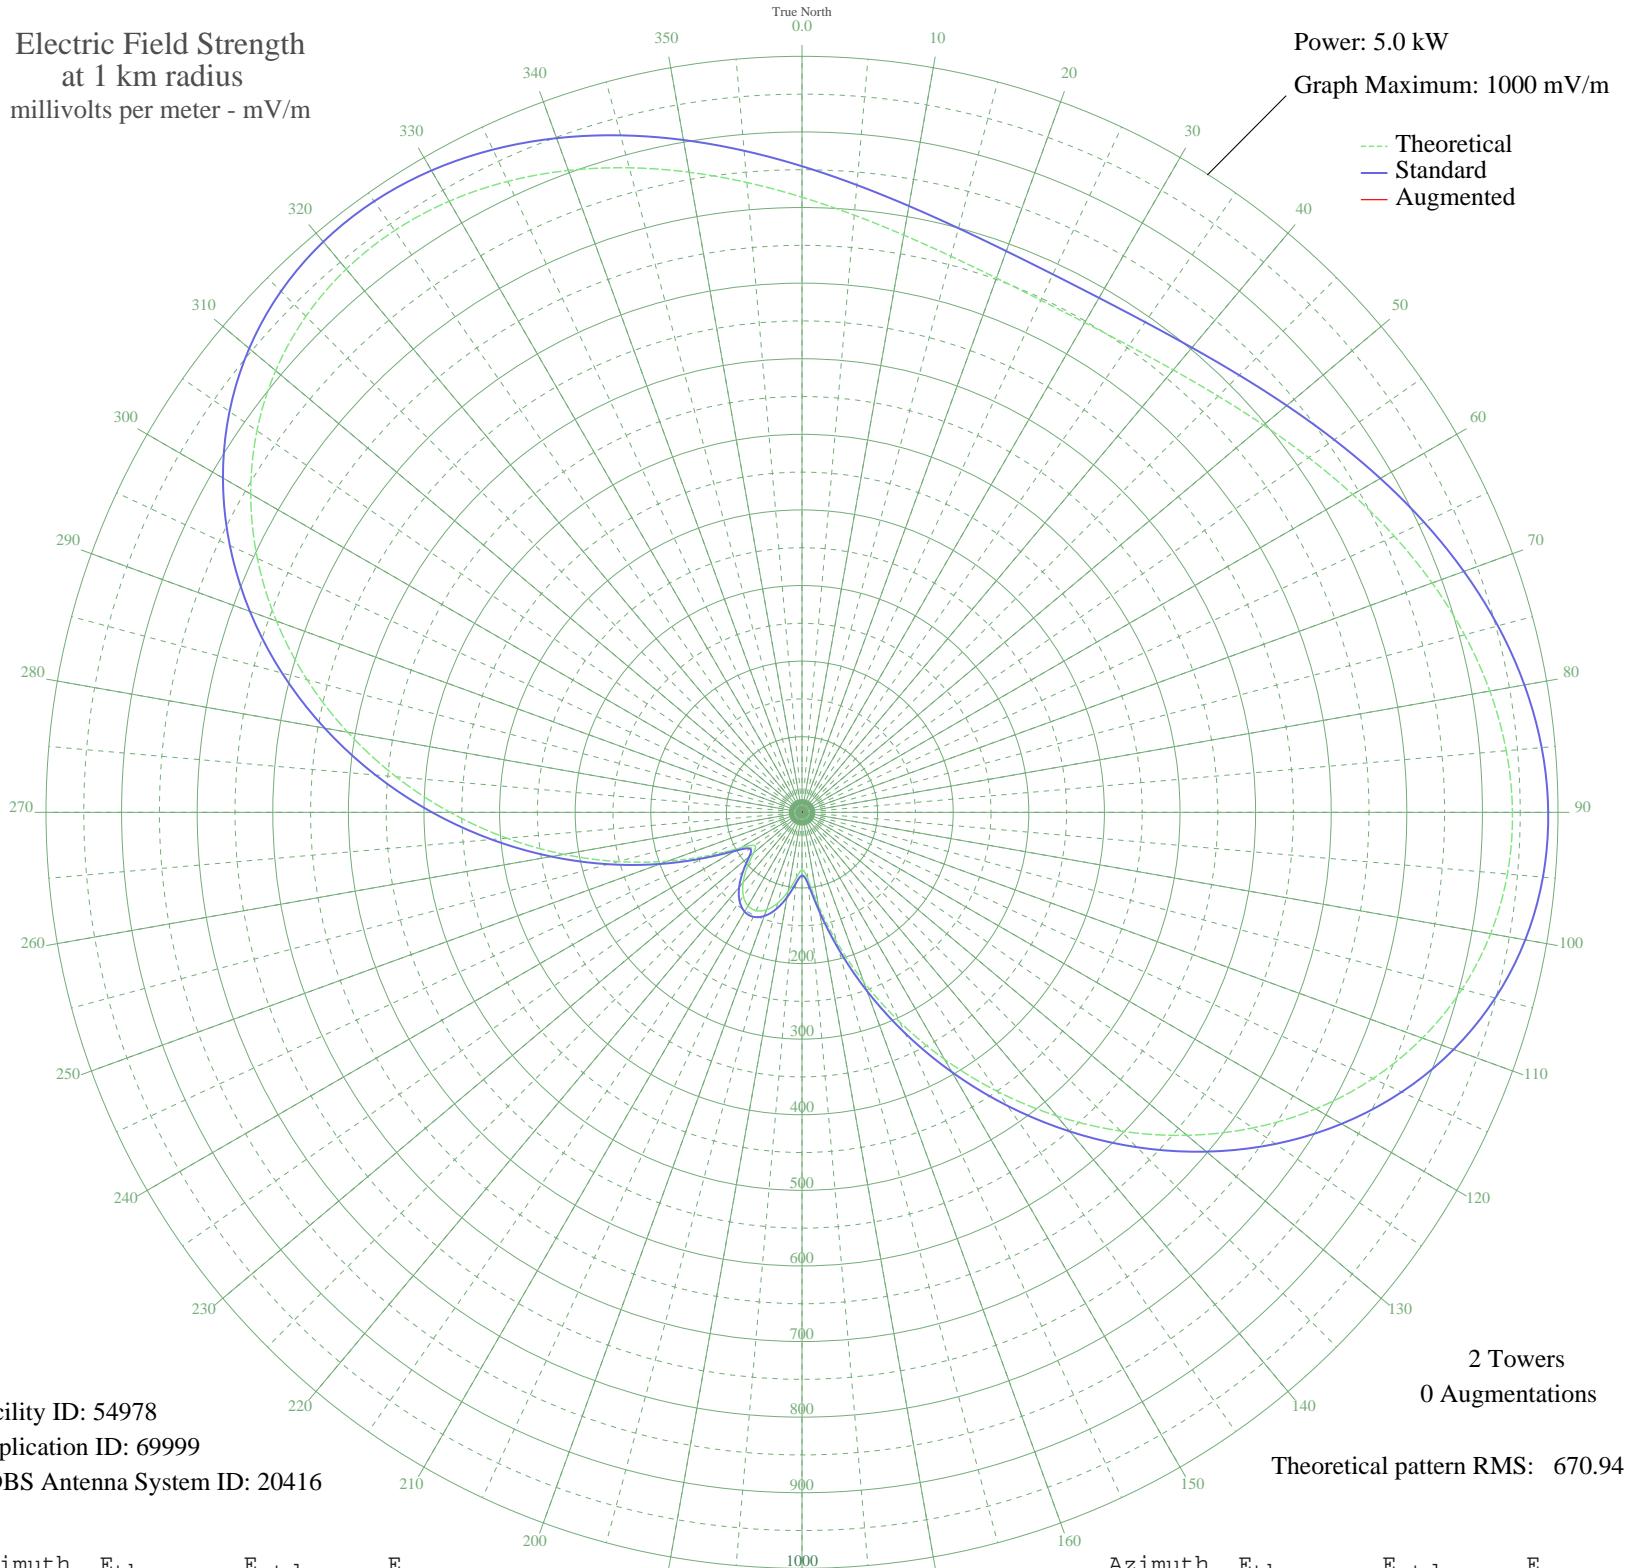 True North
0.0
Electric Field Strength
at 1 km radius
millivolts per meter - mV/m
Power: 5.0 kW
Graph Maximum: 1000 mV/m
Theoretical
Standard
Augmented
10
20
30
40
50
60
70
80
90
100
110
120
130
140
150
160
200
210
220
230
240
250
260
270
280
290
300
310
320
330
340
350
200
300
400
500
600
700
800
900
1000
2 Towers
0 Augmentations
Theoretical pattern RMS: 670.94
cility ID: 54978
plication ID: 69999
DBS Antenna System ID: 20416
imuth E E E
Azimuth E E E